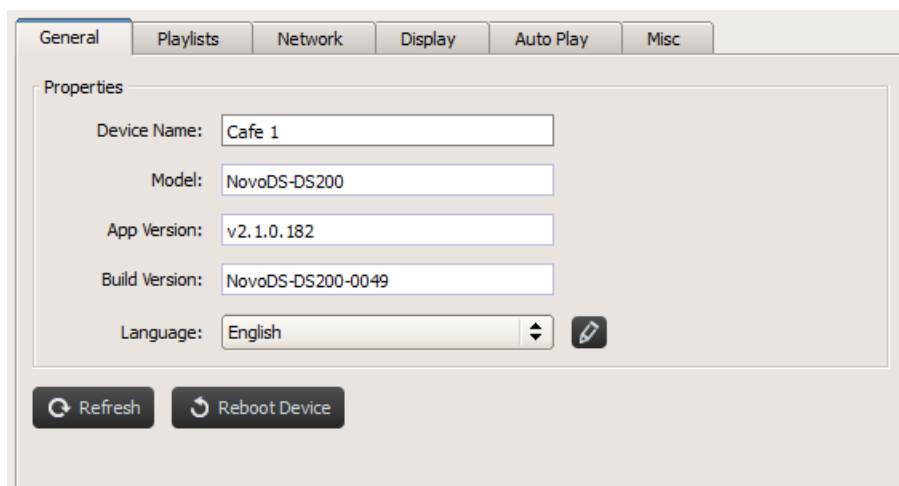 General Playlists Network Display Auto Play Misc
Properties
Device Name: Cafe 1
Model: NovoDS-DS200
App Version: v2.1.0.182
Build Version: NovoDS-DS200-0049
Language: English
Refresh Reboot Device